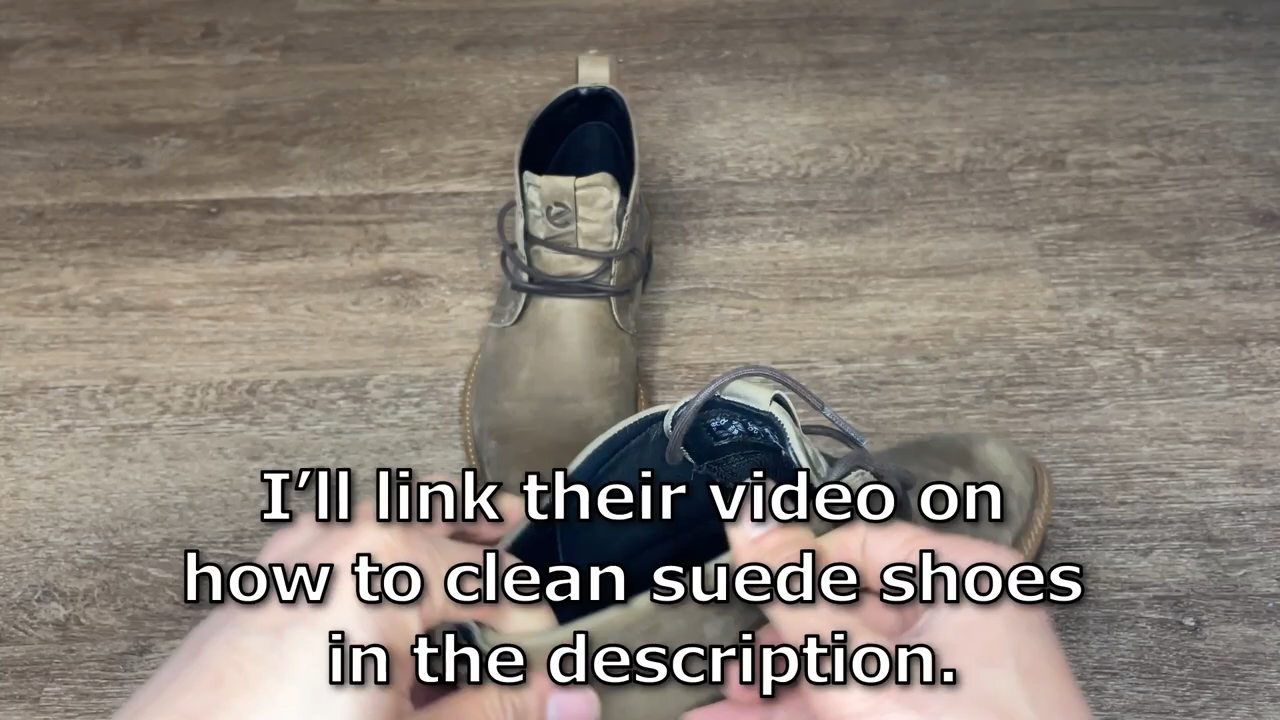 I’ll link their video on
how to clean suede shoes
in the description.